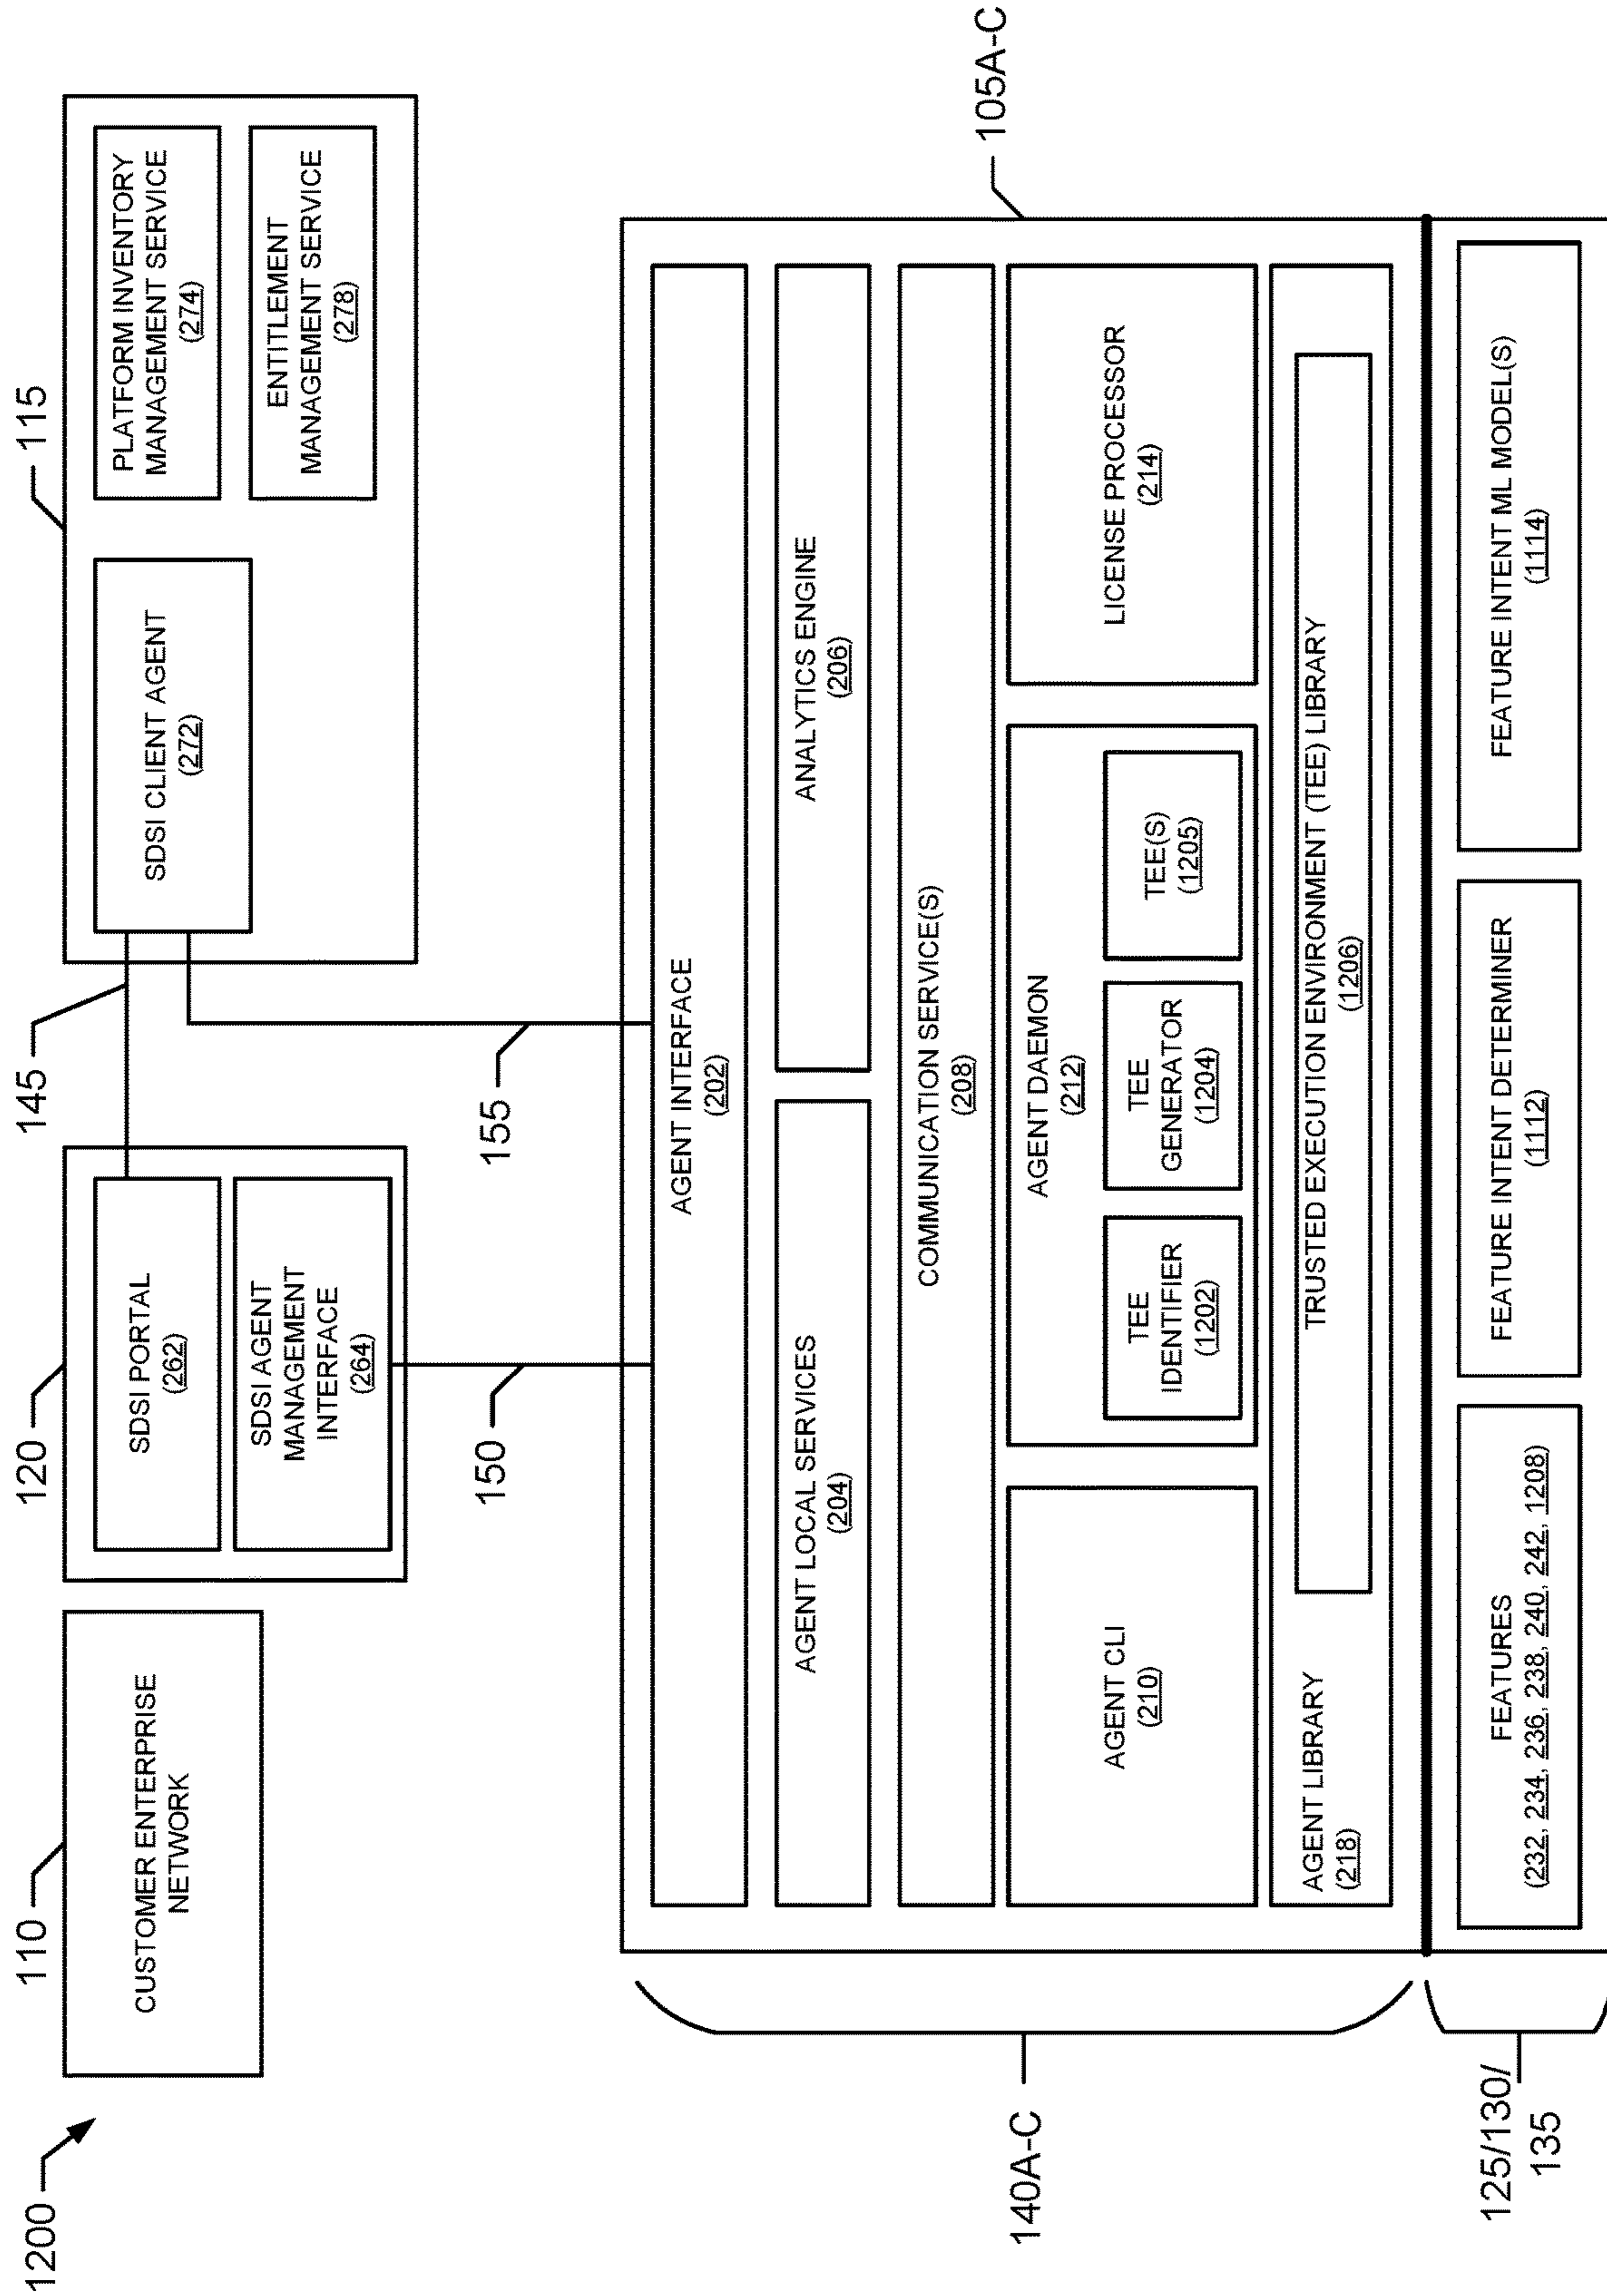 1200
110
CUSTOMER ENTERPRISE
NETWORK
120
SDSI PORTAL
(262)
SDSI AGENT
MANAGEMENT
INTERFACE
(264)
145
115
SDSI CLIENT AGENT
(272)
PLATFORM INVENTORY
MANAGEMENT SERVICE
(274)
ENTITLEMENT
MANAGEMENT SERVICE
(278)
150
155
105A-C
AGENT INTERFACE
(202)
AGENT LOCAL SERVICES
(204)
ANALYTICS ENGINE
(206)
COMMUNICATION SERVICE(S)
(208)
AGENT CLI
(210)
AGENT DAEMON
(212)
TEE
IDENTIFIER
(1202)
TEE
GENERATOR
(1204)
TEE(S)
(1205)
LICENSE PROCESSOR
(214)
AGENT LIBRARY
(218)
TRUSTED EXECUTION ENVIRONMENT (TEE) LIBRARY
(1206)
140A-C
FEATURES
(232, 234, 236, 238, 240, 242, 1208)
FEATURE INTENT DETERMINER
(1112)
FEATURE INTENT ML MODEL(S)
(1114)
125/130/
135